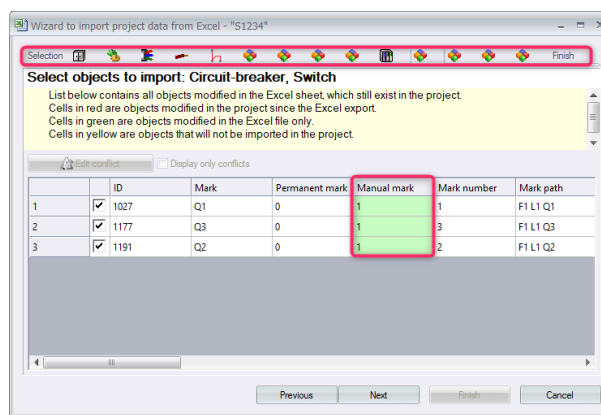 Wizard to import project data from Excel - "S1234"
Selection Finish
Select objects to import: Circuit-breaker, Switch
List below contains all objects modified in the Excel sheet, which still exist in the project.
Cells in red are objects modified in the project since the Excel export.
Cells in green are objects modified in the Excel file only.
Cells in yellow are objects that will not be imported in the project.
Edit conflict Display only conflicts
ID Mark Permanent mark Manual mark Mark number Mark path
1 1027 Q1 0 1 1 F1 L1 Q1
2 1177 Q3 0 1 3 F1 L1 Q3
3 1191 Q2 0 1 2 F1 L1 Q2
Previous Next Finish Cancel